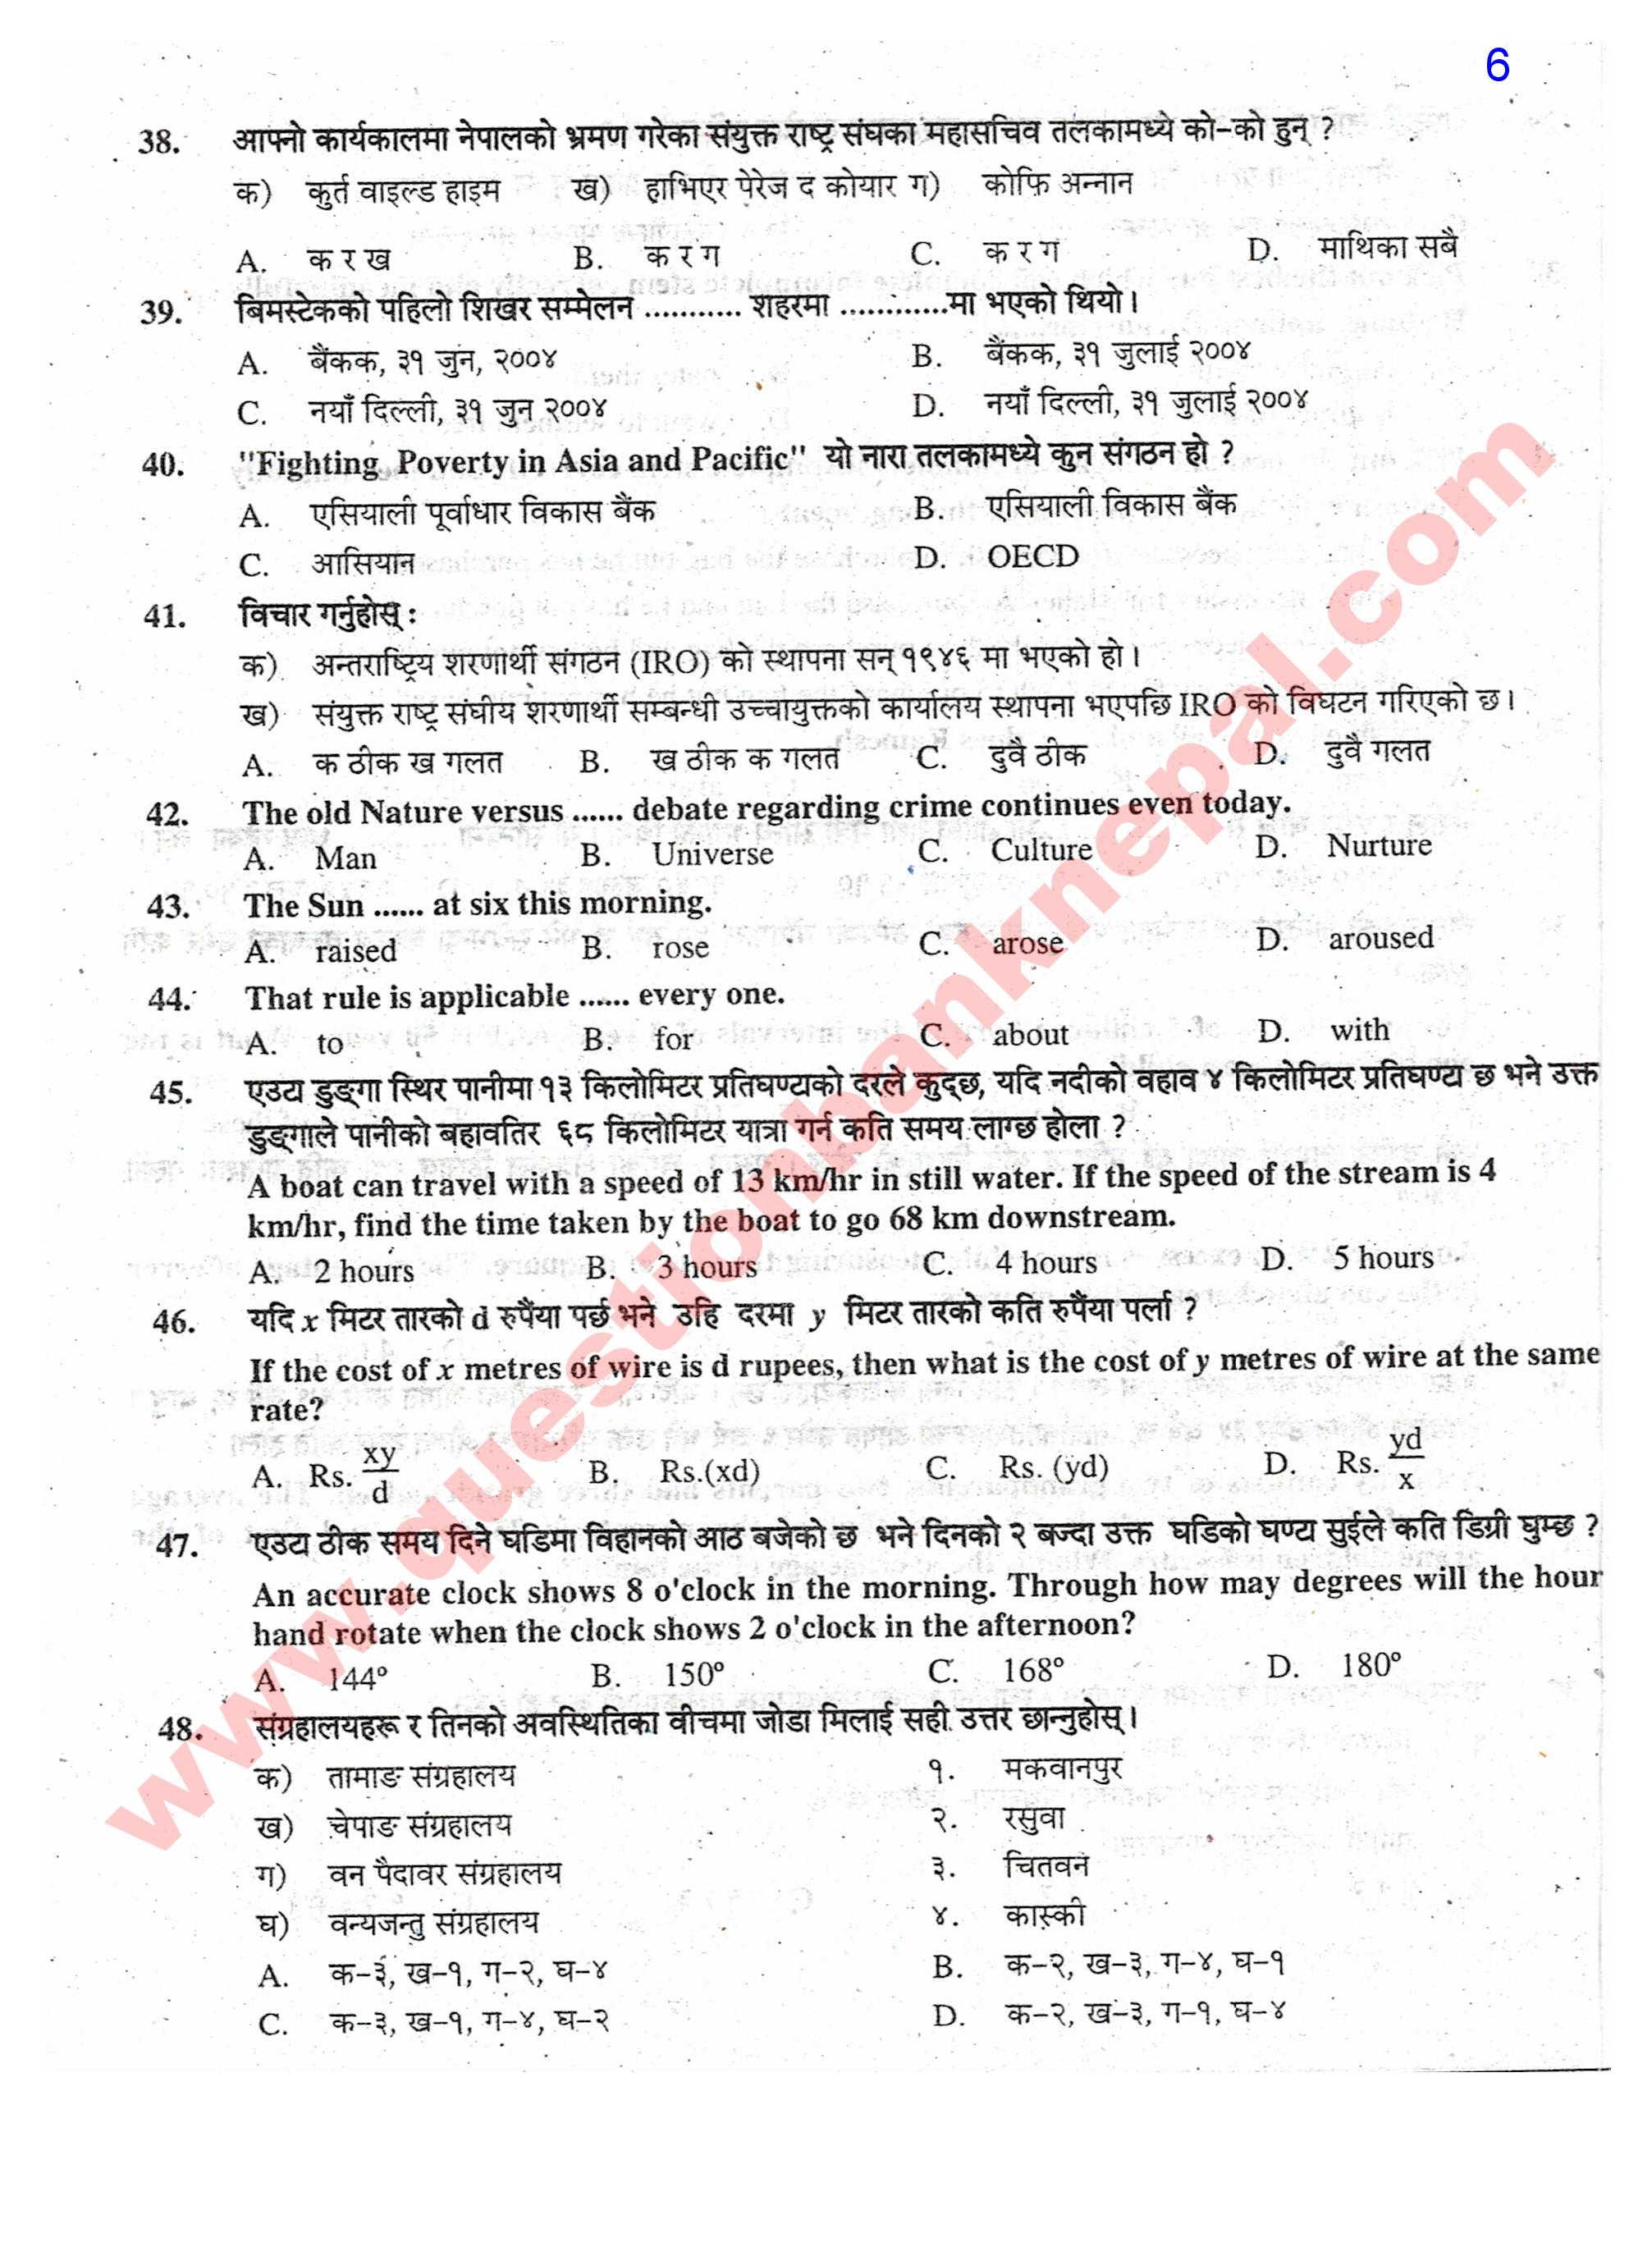 6
38. आफ्नो कार्यकालमा नेपालको भ्रमण गरेका संयुक्त राष्ट्र संघका महासचिव तलकामध्ये को-को हुन् ?
क) कुर्त वाइल्ड हाइम ख) हाभिएर पेरेज द कोयार ग) कोफि अन्नान
A. क र ख B. क र ग C. क र ग D. माथिका सबै
39. बिमस्टेकको पहिलो शिखर सम्मेलन ........... शहरमा ............मा भएको थियो।
A. बैंकक, ३१ जुन, २००४ B. बैंकक, ३१ जुलाई २००४
C. नयाँ दिल्ली, ३१ जुन २००४ D. नयाँ दिल्ली, ३१ जुलाई २००४
40. "Fighting Poverty in Asia and Pacific" यो नारा तलकामध्ये कुन संगठन हो ?
A. एसियाली पूर्वाधार विकास बैंक B. एसियाली विकास बैंक
C. आसियान D. OECD
41. विचार गर्नुहोस् :
क) अन्तराष्ट्रिय शरणार्थी संगठन (IRO) को स्थापना सन् १९४६ मा भएको हो।
ख) संयुक्त राष्ट्र संघीय शरणार्थी सम्बन्धी उच्चायुक्तको कार्यालय स्थापना भएपछि IRO को विघटन गरिएको छ।
A. क ठीक ख गलत B. ख ठीक क गलत C. दुवै ठीक D. दुवै गलत
42. The old Nature versus ...... debate regarding crime continues even today.
A. Man B. Universe C. Culture D. Nurture
43. The Sun ...... at six this morning.
A. raised B. rose C. arose D. aroused
44. That rule is applicable ...... every one.
A. to B. for C. about D. with
45. एउटा डुङ्गा स्थिर पानीमा १३ किलोमिटर प्रतिघण्टाको दरले कुद्छ, यदि नदीको वहाव ४ किलोमिटर प्रतिघण्टा छ भने उक्त
डुङ्गाले पानीको बहावतिर ६८ किलोमिटर यात्रा गर्न कति समय लाग्छ होला ?
A boat can travel with a speed of 13 km/hr in still water. If the speed of the stream is 4
km/hr, find the time taken by the boat to go 68 km downstream.
A. 2 hours B. 3 hours C. 4 hours D. 5 hours
46. यदि x मिटर तारको d रुपैंया पर्छ भने उहि दरमा y मिटर तारको कति रुपैंया पर्ला ?
If the cost of x metres of wire is d rupees, then what is the cost of y metres of wire at the same
rate?
A. Rs. xy/d B. Rs.(xd) C. Rs. (yd) D. Rs. yd/x
47. एउटा ठीक समय दिने घडिमा विहानको आठ बजेको छ भने दिनको २ बज्दा उक्त घडिको घण्टा सुईले कति डिग्री घुम्छ ?
An accurate clock shows 8 o'clock in the morning. Through how may degrees will the hour
hand rotate when the clock shows 2 o'clock in the afternoon?
A. 144° B. 150° C. 168° D. 180°
48. संग्रहालयहरू र तिनको अवस्थितिका वीचमा जोडा मिलाई सही उत्तर छान्नुहोस्।
क) तामाङ संग्रहालय १. मकवानपुर
ख) चेपाङ संग्रहालय २. रसुवा
ग) वन पैदावर संग्रहालय ३. चितवन
घ) वन्यजन्तु संग्रहालय ४. कास्की
A. क-३, ख-१, ग-२, घ-४ B. क-२, ख-३, ग-४, घ-१
C. क-३, ख-१, ग-४, घ-२ D. क-२, ख-३, ग-१, घ-४
www.questionbanknepal.com